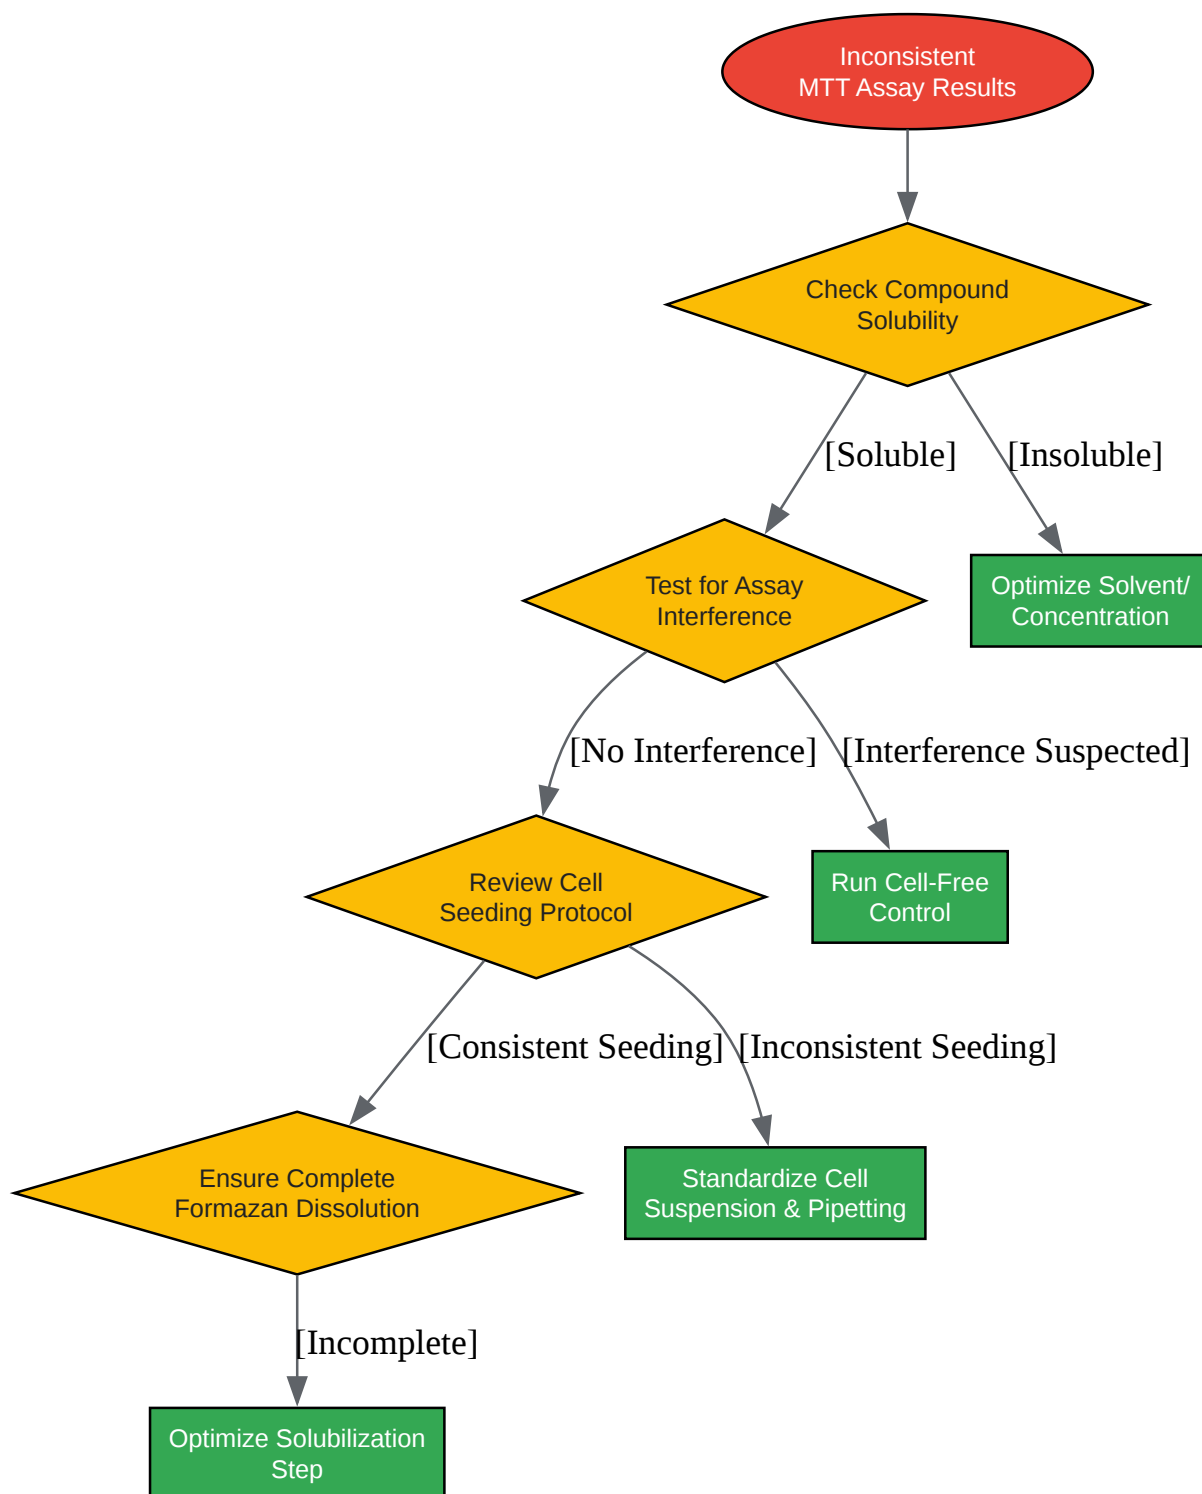 Inconsistent
MTT Assay Results
Check Compound
Solubility
[Soluble]
[Insoluble]
Test for Assay
Interference
Optimize Solvent/
Concentration
[No Interference]
[Interference Suspected]
Review Cell
Seeding Protocol
Run Cell-Free
Control
[Consistent Seeding]
[Inconsistent Seeding]
Ensure Complete
Formazan Dissolution
Standardize Cell
Suspension & Pipetting
[Incomplete]
Optimize Solubilization
Step